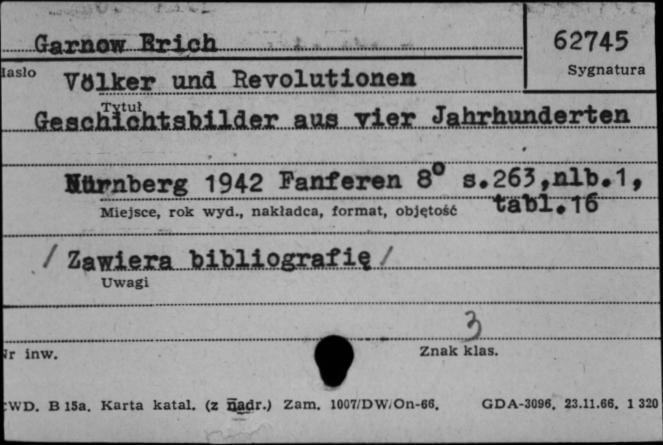 Garnow Erich
62745
Hasło
Sygnatura
Völker und Revolutionen
Tytuł
Geschichtsbilder aus vier Jahrhunderten
Nürnberg 1942 Fanferen 8° s.263,nlb.1,
Miejsce, rok wyd., nakładca, format, objętość
tabl.16
/ Zawiera bibliografię /
Uwagi
3
Nr inw.
Znak klas.
WD. B 15a. Karta katal. (z nadr.) Zam. 1007/DW/On-66. GDA-3096, 23.11.66. 1 320